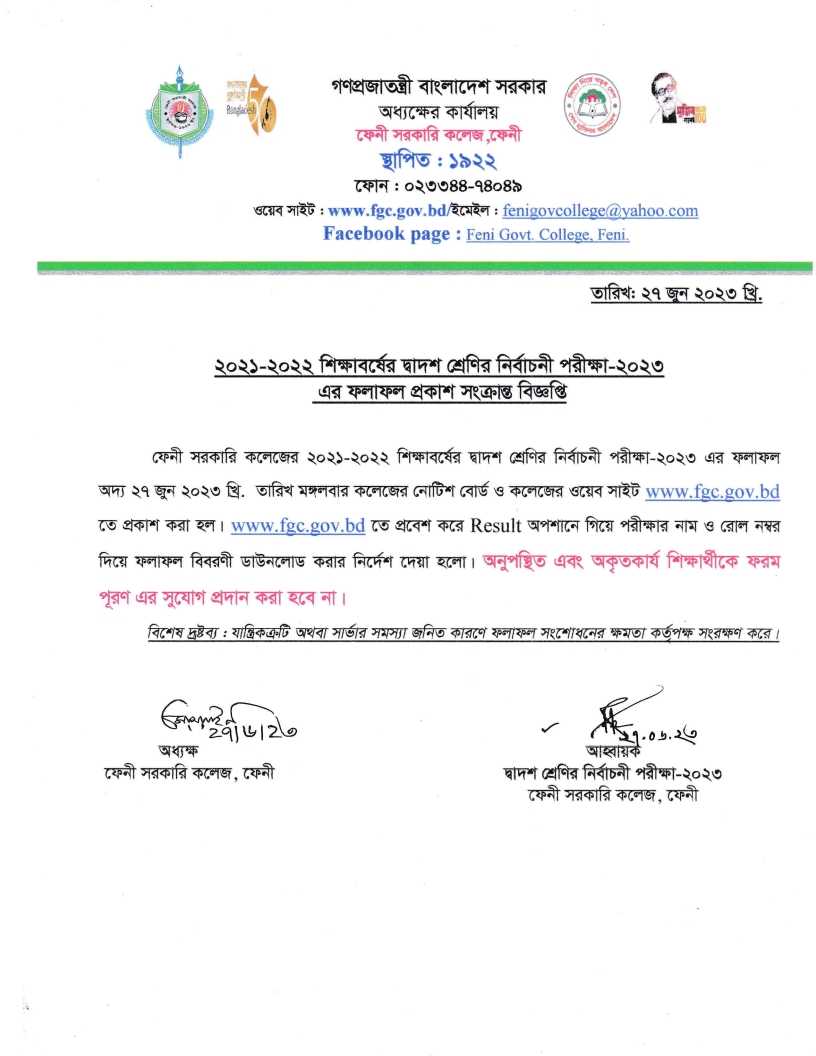 গণপ্রজাতন্ত্রী বাংলাদেশ সরকার
অধ্যক্ষের কার্যালয়
ফেনী সরকারি কলেজ,ফেনী
স্থাপিত : ১৯২২
ফোন : ০২৩৩৪৪-৭৪০৪৯
ওয়েব সাইট : www.fgc.gov.bd/ইমেইল : fenigovcollege@yahoo.com
Facebook page : Feni Govt. College, Feni.
Bangladesh 50
তারিখ: ২৭ জুন ২০২৩ খ্রি.
২০২১-২০২২ শিক্ষাবর্ষের দ্বাদশ শ্রেণির নির্বাচনী পরীক্ষা-২০২৩
এর ফলাফল প্রকাশ সংক্রান্ত বিজ্ঞপ্তি
ফেনী সরকারি কলেজের ২০২১-২০২২ শিক্ষাবর্ষের দ্বাদশ শ্রেণির নির্বাচনী পরীক্ষা-২০২৩ এর ফলাফল
অদ্য ২৭ জুন ২০২৩ খ্রি. তারিখ মঙ্গলবার কলেজের নোটিশ বোর্ড ও কলেজের ওয়েব সাইট www.fgc.gov.bd
তে প্রকাশ করা হল। www.fgc.gov.bd তে প্রবেশ করে Result অপশানে গিয়ে পরীক্ষার নাম ও রোল নম্বর
দিয়ে ফলাফল বিবরণী ডাউনলোড করার নির্দেশ দেয়া হলো। অনুপস্থিত এবং অকৃতকার্য শিক্ষার্থীকে ফরম
পূরণ এর সুযোগ প্রদান করা হবে না।
বিশেষ দ্রষ্টব্য : যান্ত্রিকত্রুটি অথবা সার্ভার সমস্যা জনিত কারণে ফলাফল সংশোধনের ক্ষমতা কর্তৃপক্ষ সংরক্ষণ করে।
২৭/৬/২৩
অধ্যক্ষ
ফেনী সরকারি কলেজ, ফেনী
২৭.০৬.২৩
আহ্বায়ক
দ্বাদশ শ্রেণির নির্বাচনী পরীক্ষা-২০২৩
ফেনী সরকারি কলেজ, ফেনী